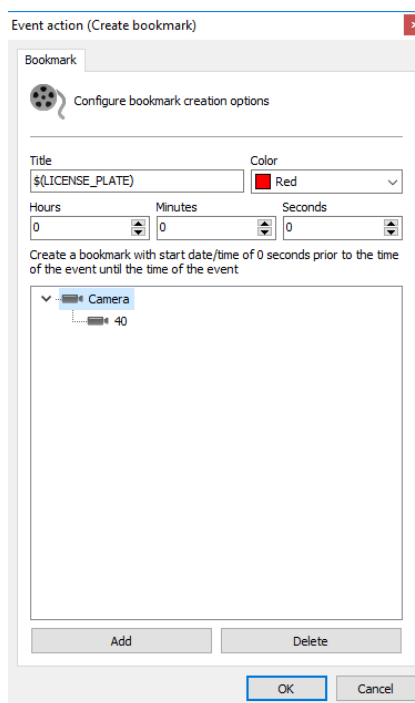 Event action (Create bookmark)
Bookmark
Configure bookmark creation options
Title
Color
$(LICENSE_PLATE)
Red
Hours
Minutes
Seconds
0
0
0
Create a bookmark with start date/time of 0 seconds prior to the time
of the event until the time of the event
Camera
40
Add
Delete
OK
Cancel